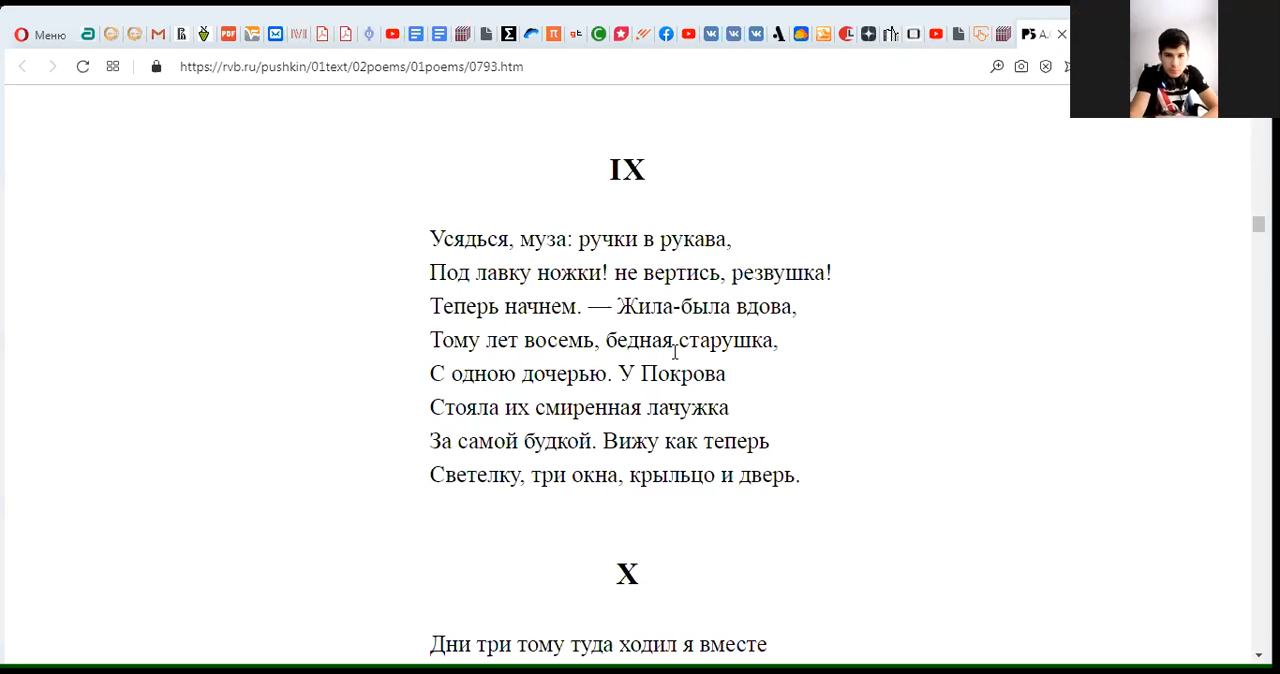 Меню
https://rvb.ru/pushkin/01text/02poems/01poems/0793.htm
IX
Усядься, муза: ручки в рукава,
Под лавку ножки! не вертись, резвушка!
Теперь начнем. — Жила-была вдова,
Тому лет восемь, бедная старушка,
С одною дочерью. У Покрова
Стояла их смиренная лачужка
За самой будкой. Вижу как теперь
Светелку, три окна, крыльцо и дверь.
X
Дни три тому туда ходил я вместе